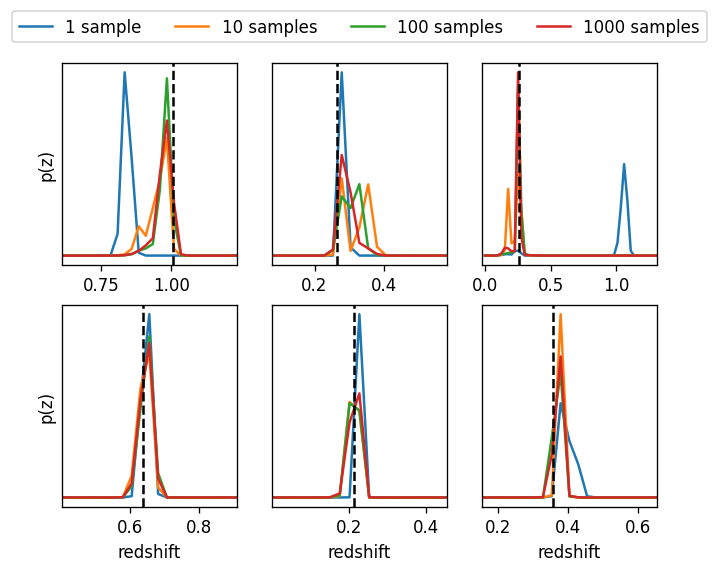 1 sample 10 samples 100 samples 1000 samples
p(z)
0.75 1.00
0.2 0.4
0.0 0.5 1.0
p(z)
0.6 0.8
0.2 0.4
0.2 0.4 0.6
redshift redshift redshift